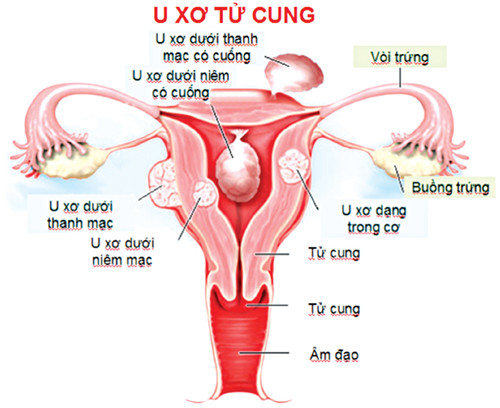 U XƠ TỬ CUNG
U xơ dưới thanh
mạc có cuống
U xơ dưới niêm
có cuống
Vòi trứng
Buồng trứng
U xơ dưới
thanh mạc
U xơ dạng
trong cơ
U xơ dưới
niêm mạc
Tử cung
Tử cung
Âm đạo